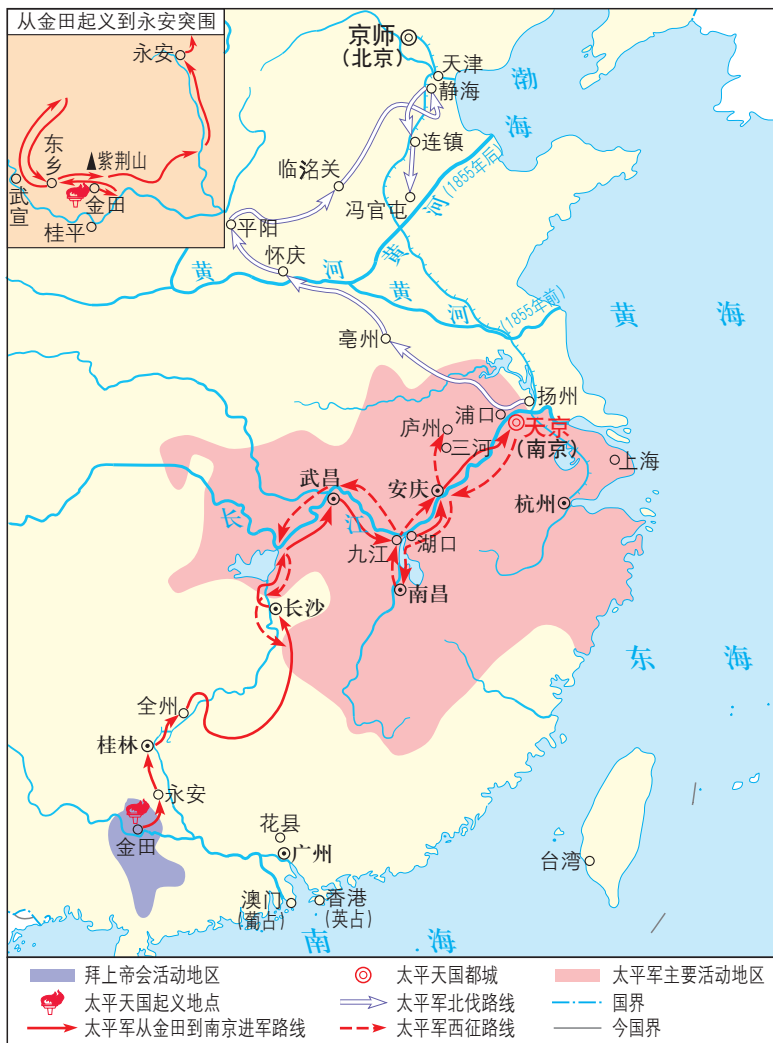 从金田起义到永安突围
永安
东乡
紫荆山
武宣
金田
桂平
京师
(北京)
天津
静海
渤海
连镇
临洺关
冯官屯
黄河
(1855年后)
平阳
怀庆
黄河
黄河
(1855年前)
黄海
亳州
扬州
浦口
庐州
天京
(南京)
三河
上海
武昌
安庆
杭州
长江
九江
湖口
南昌
长沙
东海
全州
桂林
永安
金田
花县
广州
台湾
澳门
(葡占)
香港
(英占)
南海
拜上帝会活动地区
太平天国都城
太平军主要活动地区
太平天国起义地点
太平军北伐路线
国界
太平军从金田到南京进军路线
太平军西征路线
今国界